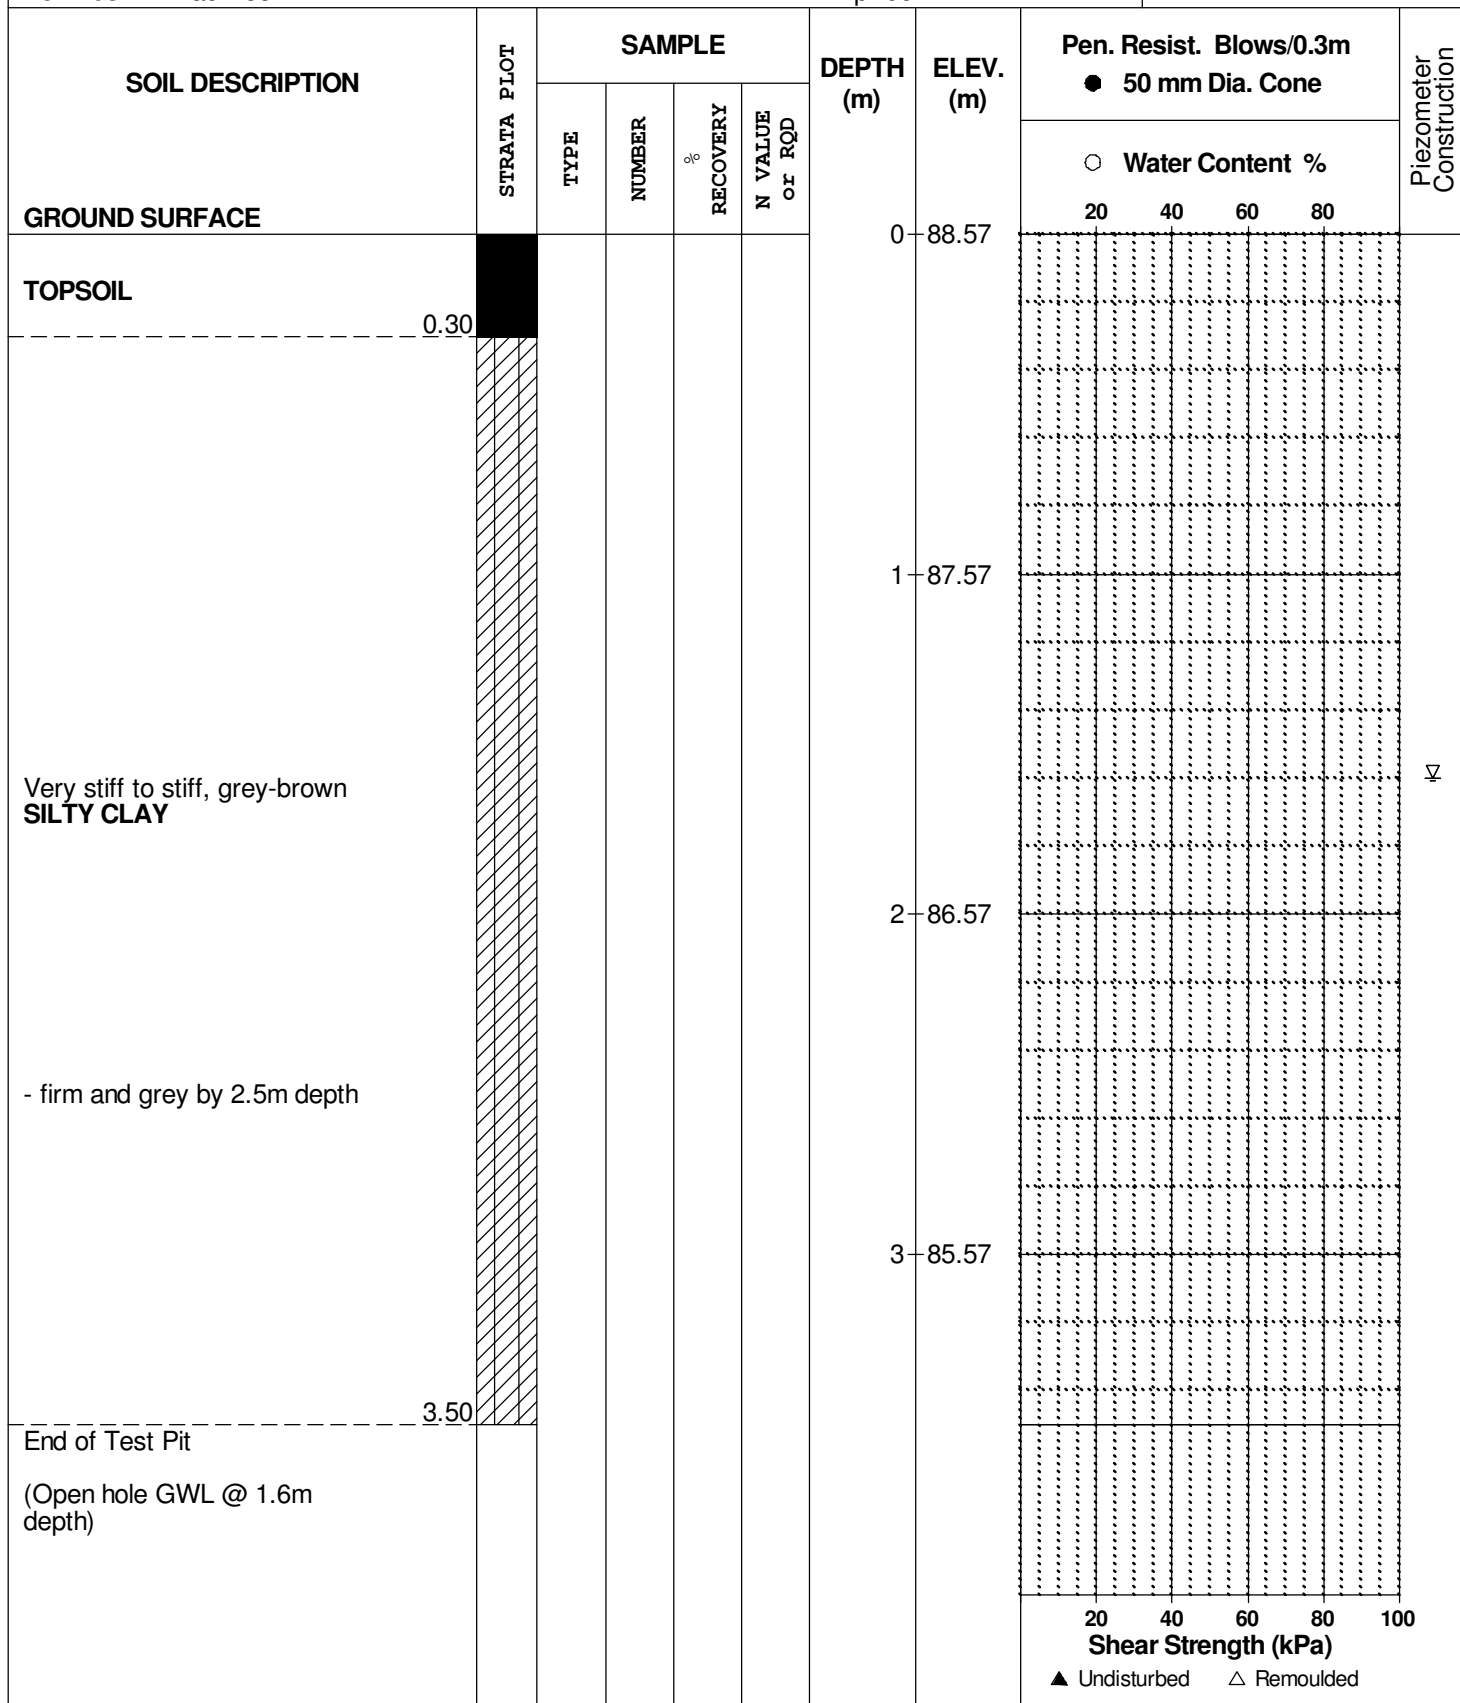 SOIL DESCRIPTION
GROUND SURFACE
STRATA PLOT
SAMPLE
TYPE
NUMBER
% RECOVERY
N VALUE or RQD
DEPTH (m)
ELEV. (m)
Pen. Resist. Blows/0.3m
● 50 mm Dia. Cone
○ Water Content %
20 40 60 80
Piezometer Construction
0 88.57
TOPSOIL
0.30
1 87.57
Very stiff to stiff, grey-brown
SILTY CLAY
2 86.57
- firm and grey by 2.5m depth
3 85.57
3.50
End of Test Pit
(Open hole GWL @ 1.6m
depth)
20 40 60 80 100
Shear Strength (kPa)
▲ Undisturbed △ Remoulded